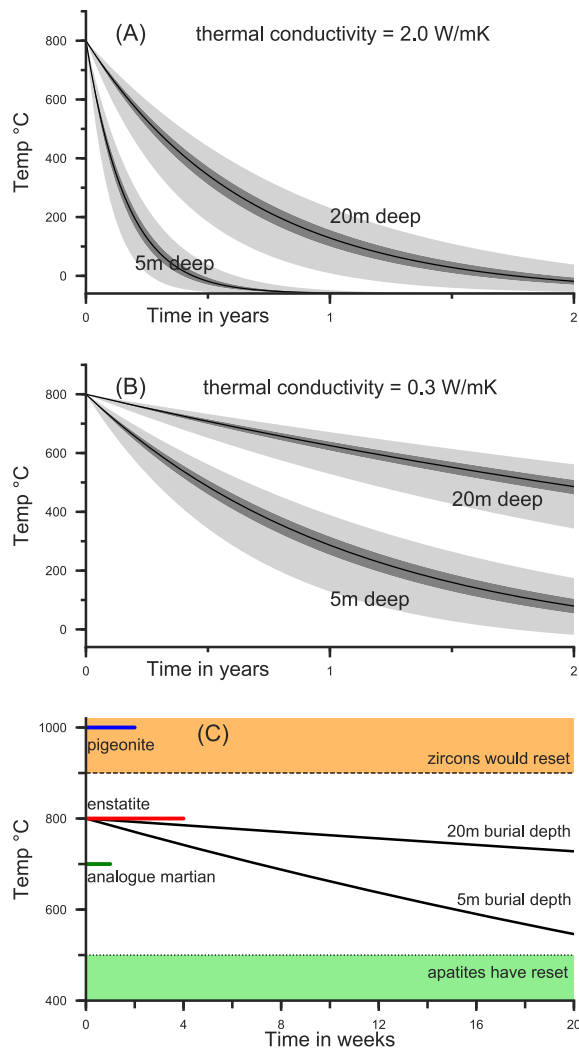 (A)
thermal conductivity = 2.0 W/mK
Temp °C
800
600
400
200
0
20m deep
5m deep
0
1
2
Time in years
(B)
thermal conductivity = 0.3 W/mK
Temp °C
800
600
400
200
0
20m deep
5m deep
0
1
2
Time in years
(C)
Temp °C
1000
800
600
400
pigeonite
zircons would reset
enstatite
20m burial depth
analogue martian
5m burial depth
apatites have reset
0
4
8
12
16
20
Time in weeks